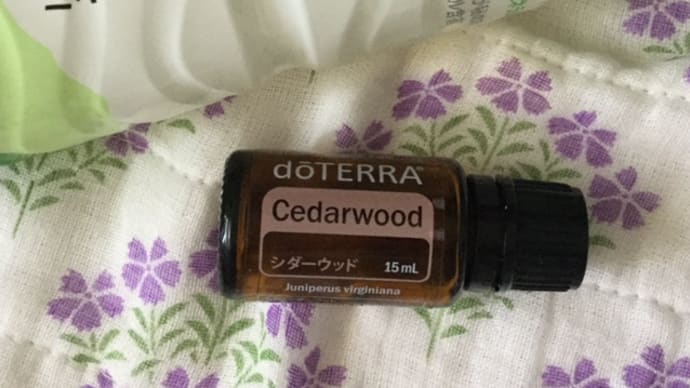 dōTERRA®
Cedarwood
シダーウッド 15 mL
Juniperus virginiana